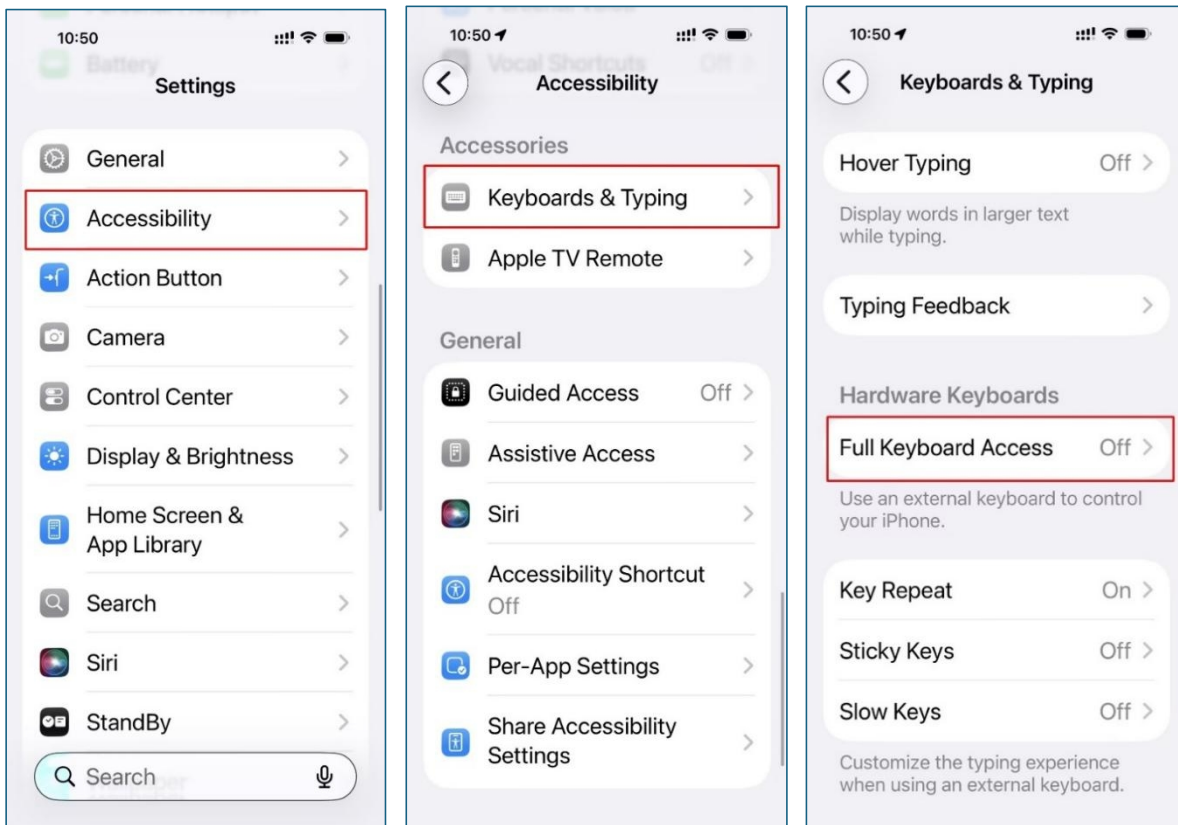 10:50
Battery
Settings
General
Accessibility
Action Button
Camera
Control Center
Display & Brightness
Home Screen &
App Library
Search
Siri
StandBy
Search
10:50
Vocal Shortcuts Off
Accessibility
Accessories
Keyboards & Typing
Apple TV Remote
General
Guided Access Off
Assistive Access
Siri
Accessibility Shortcut
Off
Per-App Settings
Share Accessibility
Settings
10:50
Keyboards & Typing
Hover Typing Off
Display words in larger text
while typing.
Typing Feedback
Hardware Keyboards
Full Keyboard Access Off
Use an external keyboard to control
your iPhone.
Key Repeat On
Sticky Keys Off
Slow Keys Off
Customize the typing experience
when using an external keyboard.